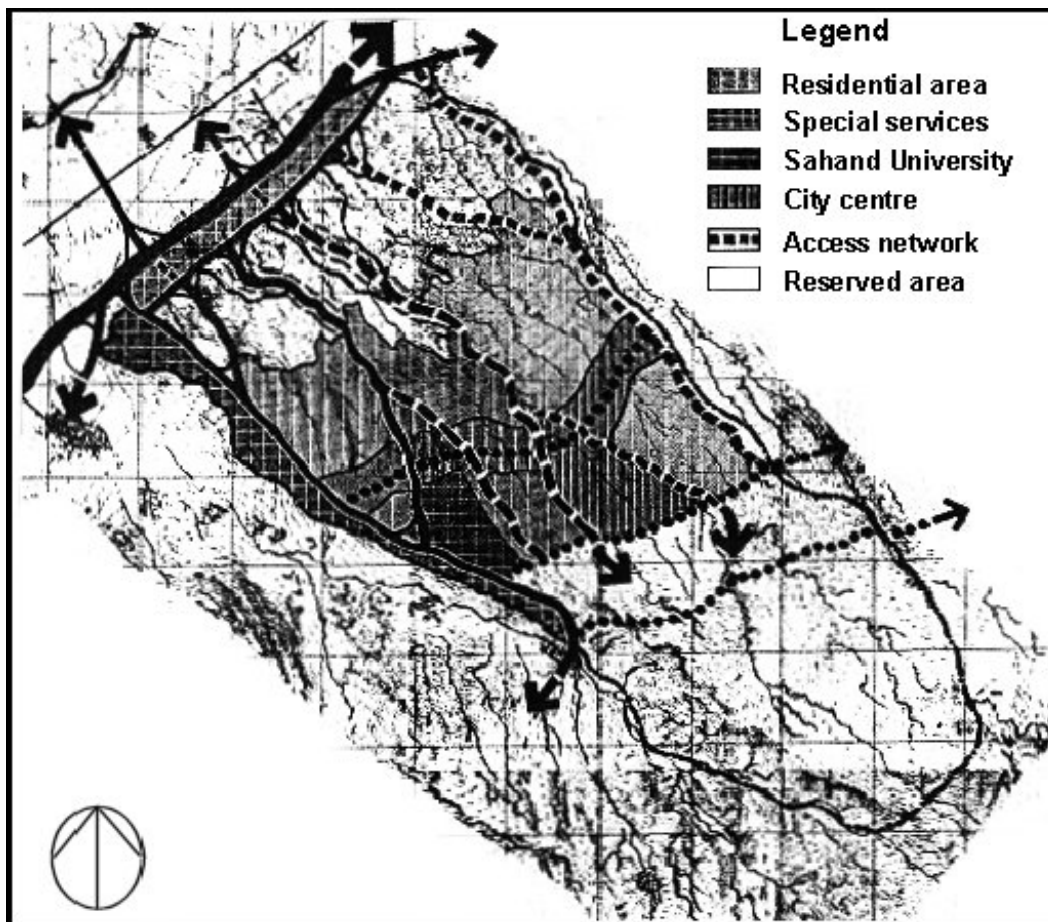 Legend
Residential area
Special services
Sahand University
City centre
Access network
Reserved area